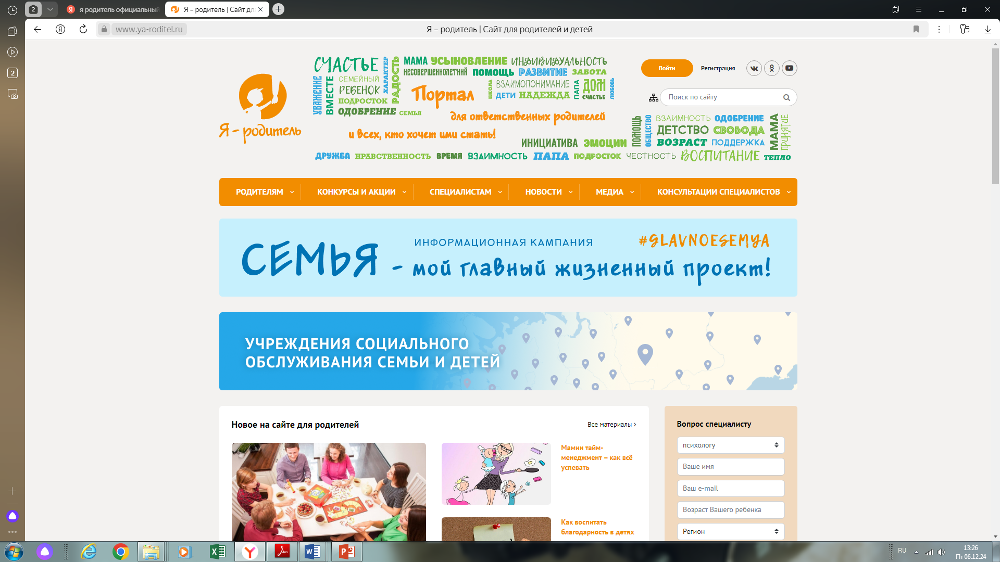 2
я родитель официальный
Я – родитель | Сайт дл
www.ya-roditel.ru
Я – родитель | Сайт для родителей и детей
2
Я - родитель
СЧАСТЬЕ
УВАЖЕНИЕ
ВМЕСТЕ
СЕМЕЙНЫЙ
РЕБЕНОК
ПОДРОСТОК
ОДОБРЕНИЕ
ХАРАКТЕР
РАДОСТЬ
СЕМЬЯ
МАМА УСЫНОВЛЕНИЕ ИНДИВИДУАЛЬНОСТЬ
НЕСОВЕРШЕННОЛЕТНИЙ ПОМОЩЬ РАЗВИТИЕ ЗАБОТА
ШКОЛА
ВЗАИМОПОНИМАНИЕ
ДЕТИ НАДЕЖДА
ПАПА
ДОМ
СЧАСТЬЕ
ЛЮБОВЬ
Портал
для ответственных родителей
и всех, кто хочет ими стать!
ИНИЦИАТИВА ЭМОЦИИ
ПОМОЩЬ
ОБЩЕСТВО
ВЗАИМНОСТЬ ОДОБРЕНИЕ
ДЕТСТВО СВОБОДА
ВОЗРАСТ ПОДДЕРЖКА
МАМА
ПРИНЯТИЕ
ДРУЖБА НРАВСТВЕННОСТЬ ВРЕМЯ ВЗАИМНОСТЬ ПАПА ПОДРОСТОК ЧЕСТНОСТЬ ВОСПИТАНИЕ ТЕПЛО
Войти
Регистрация
Поиск по сайту
РОДИТЕЛЯМ
КОНКУРСЫ И АКЦИИ
СПЕЦИАЛИСТАМ
НОВОСТИ
МЕДИА
КОНСУЛЬТАЦИИ СПЕЦИАЛИСТОВ
ИНФОРМАЦИОННАЯ КАМПАНИЯ
#GLAVNOESEMYA
СЕМЬЯ - мой главный жизненный проект!
УЧРЕЖДЕНИЯ СОЦИАЛЬНОГО
ОБСЛУЖИВАНИЯ СЕМЬИ И ДЕТЕЙ
Новое на сайте для родителей
Все материалы
Мамин тайм-
менеджмент – как всё
успевать
Как воспитать
благодарность в детях
Вопрос специалисту
психологу
Ваше имя
Ваш e-mail
Возраст Вашего ребенка
Регион
RU
13:26
Пт 06.12.24